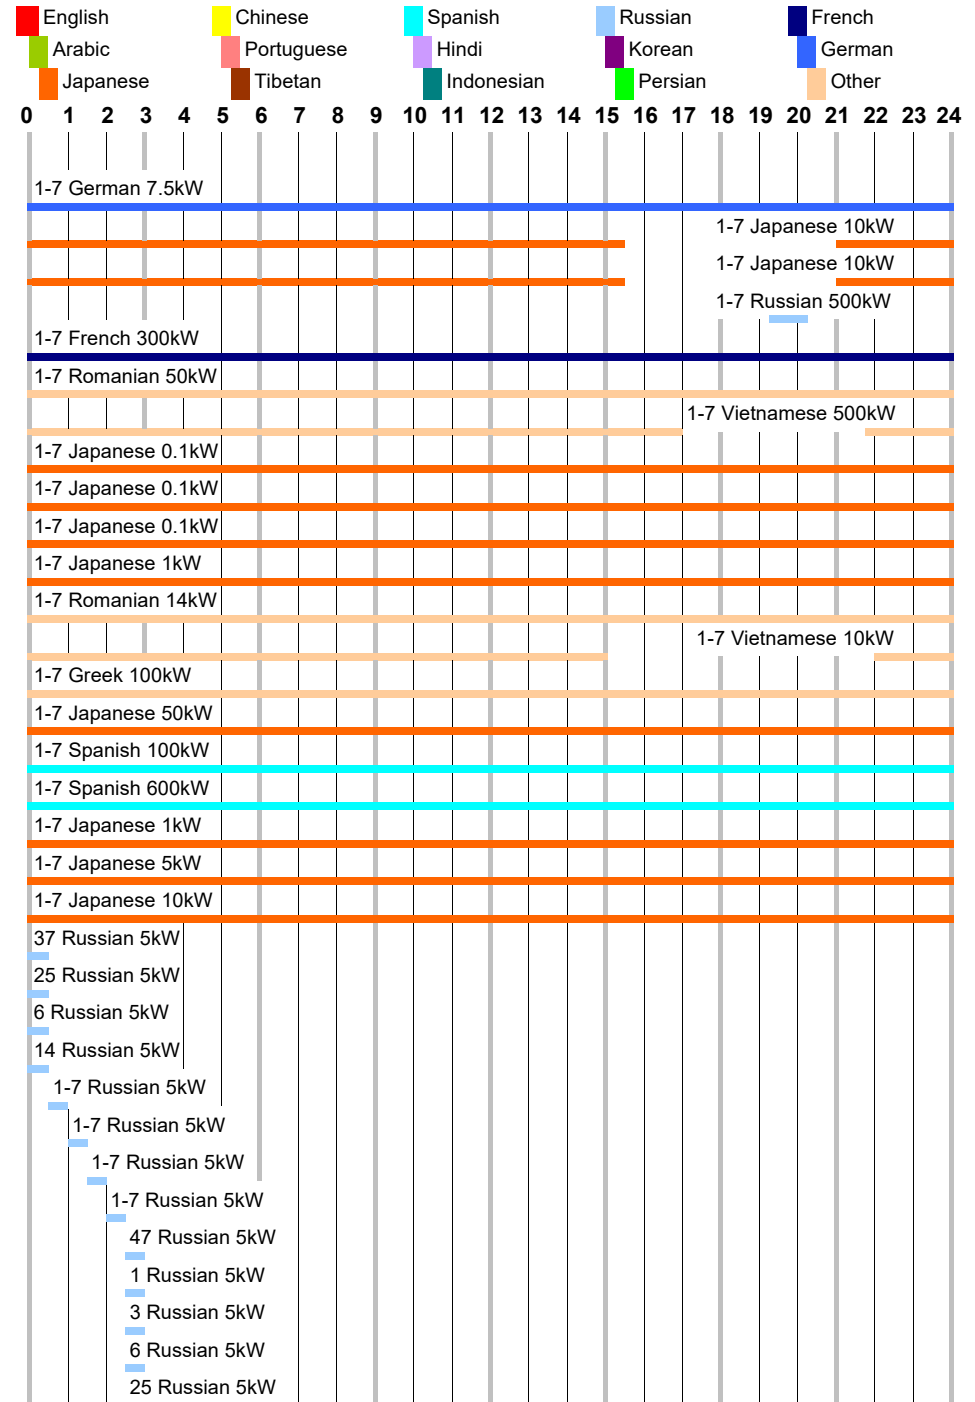 English Chinese Spanish Russian French
Arabic Portuguese Hindi Korean German
Japanese Tibetan Indonesian Persian Other
0 1 2 3 4 5 6 7 8 9 10 11 12 13 14 15 16 17 18 19 20 21 22 23 24
1-7 German 7.5kW
1-7 Japanese 10kW
1-7 Japanese 10kW
1-7 Russian 500kW
1-7 French 300kW
1-7 Romanian 50kW
1-7 Vietnamese 500kW
1-7 Japanese 0.1kW
1-7 Japanese 0.1kW
1-7 Japanese 0.1kW
1-7 Japanese 1kW
1-7 Romanian 14kW
1-7 Vietnamese 10kW
1-7 Greek 100kW
1-7 Japanese 50kW
1-7 Spanish 100kW
1-7 Spanish 600kW
1-7 Japanese 1kW
1-7 Japanese 5kW
1-7 Japanese 10kW
37 Russian 5kW
25 Russian 5kW
6 Russian 5kW
14 Russian 5kW
1-7 Russian 5kW
1-7 Russian 5kW
1-7 Russian 5kW
1-7 Russian 5kW
47 Russian 5kW
1 Russian 5kW
3 Russian 5kW
6 Russian 5kW
25 Russian 5kW